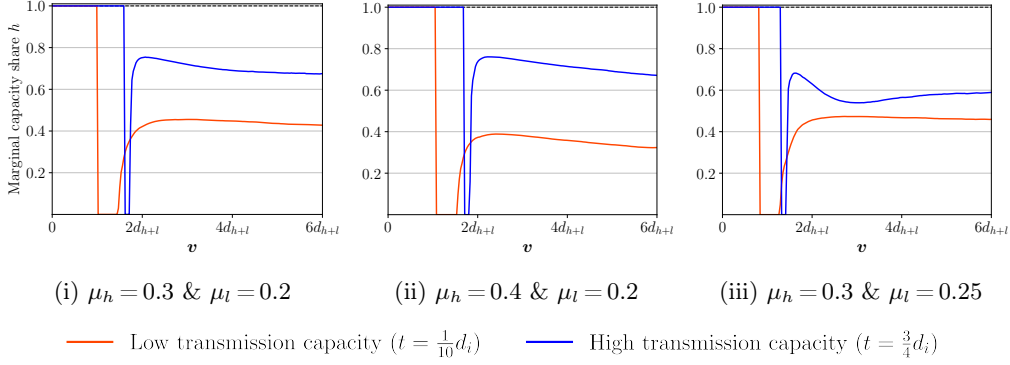 Marginal capacity share h
1.0
0.8
0.6
0.4
0.2
0
2d_{h+l}
4d_{h+l}
6d_{h+l}
v
1.0
0.8
0.6
0.4
0.2
0
2d_{h+l}
4d_{h+l}
6d_{h+l}
v
1.0
0.8
0.6
0.4
0.2
0
2d_{h+l}
4d_{h+l}
6d_{h+l}
v
(i) μ_h = 0.3 & μ_l = 0.2
(ii) μ_h = 0.4 & μ_l = 0.2
(iii) μ_h = 0.3 & μ_l = 0.25
Low transmission capacity (t = \frac{1}{10}d_i)
High transmission capacity (t = \frac{3}{4}d_i)